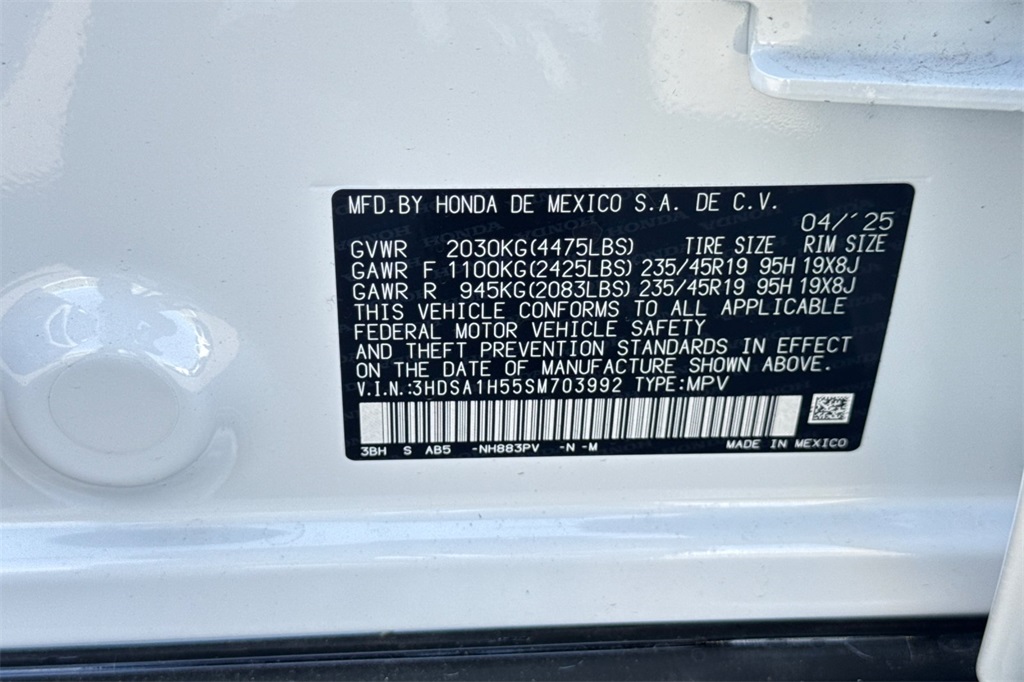 MFD.BY HONDA DE MEXICO S.A. DE C.V.
04/'25
GVWR 2030KG(4475LBS) TIRE SIZE RIM SIZE
GAWR F 1100KG(2425LBS) 235/45R19 95H 19X8J
GAWR R 945KG(2083LBS) 235/45R19 95H 19X8J
THIS VEHICLE CONFORMS TO ALL APPLICABLE
FEDERAL MOTOR VEHICLE SAFETY
AND THEFT PREVENTION STANDARDS IN EFFECT
ON THE DATE OF MANUFACTURE SHOWN ABOVE.
V.I.N.:3HDSA1H55SM703992 TYPE:MPV
3BH S AB5 -NH883PV -N -M MADE IN MEXICO